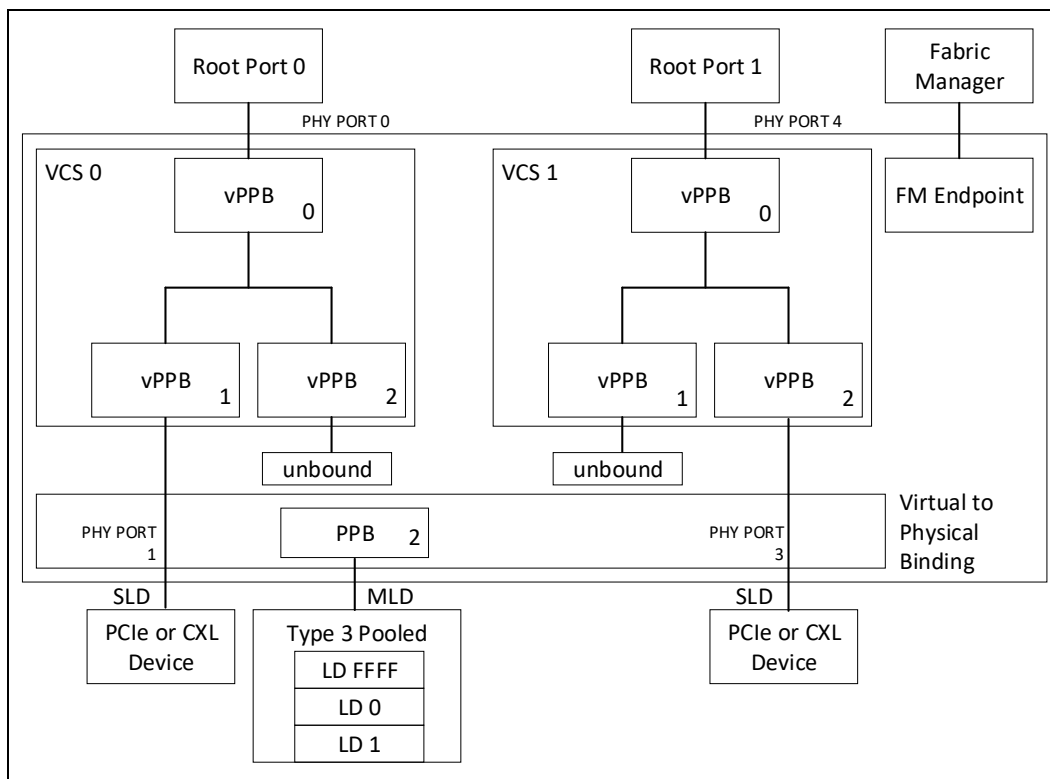 Root Port 0
Root Port 1
Fabric
Manager
PHY PORT 0
PHY PORT 4
VCS 0
vPPB
0
VCS 1
vPPB
0
FM Endpoint
vPPB
1
vPPB
2
vPPB
1
vPPB
2
unbound
unbound
PHY PORT
1
PPB
2
PHY PORT
3
Virtual to
Physical
Binding
SLD
MLD
SLD
PCIe or CXL
Device
Type 3 Pooled
LD FFFF
LD 0
LD 1
PCIe or CXL
Device